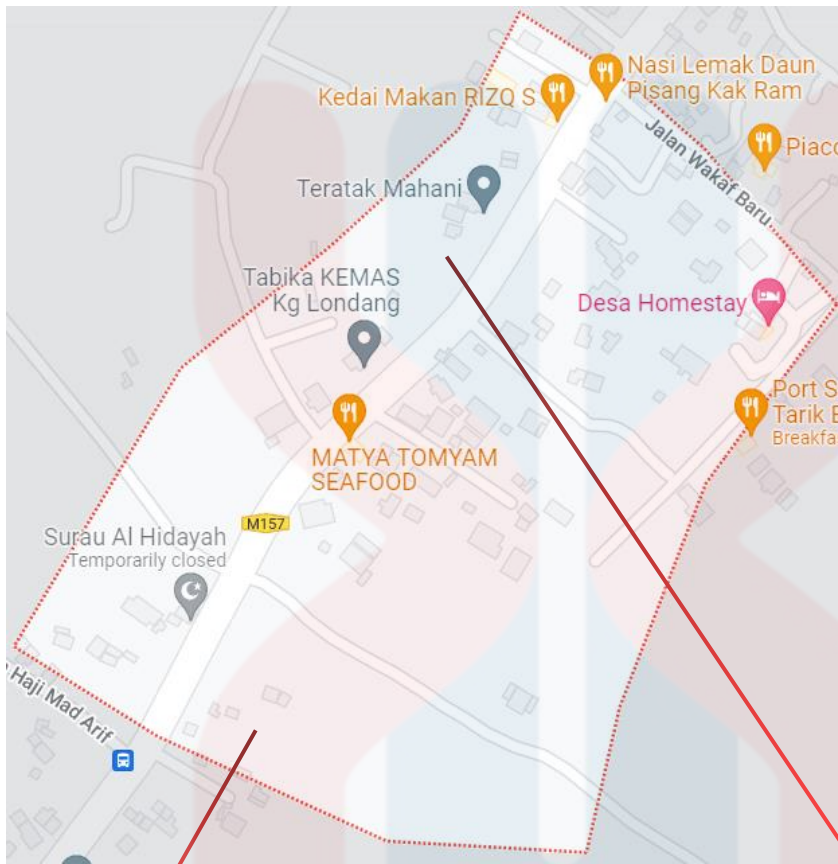 Nasi Lemak Daun
Pisang Kak Ram
Kedai Makan RIZQ S
Jalan Wakaf Baru
Piaco
Teratak Mahani
Tabika KEMAS
Kg Londang
Desa Homestay
Port S
Tarik B
Breakfa
MATYA TOMYAM
SEAFOOD
M157
Surau Al Hidayah
Temporarily closed
Haji Mad Arif